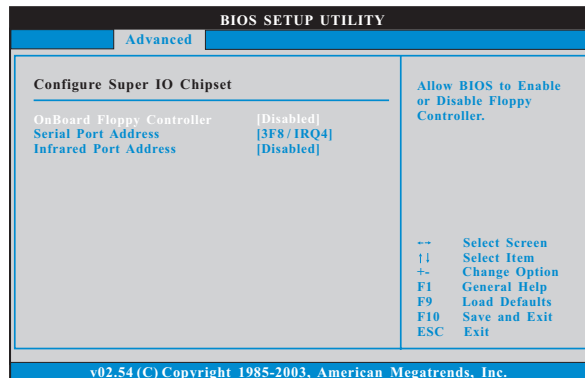 BIOS SETUP UTILITY
Advanced
Configure Super IO Chipset
OnBoard Floppy Controller [Disabled]
Serial Port Address [3F8 / IRQ4]
Infrared Port Address [Disabled]
Allow BIOS to Enable
or Disable Floppy
Controller.
←→ Select Screen
↑↓ Select Item
+- Change Option
F1 General Help
F9 Load Defaults
F10 Save and Exit
ESC Exit
v02.54 (C) Copyright 1985-2003, American Megatrends, Inc.